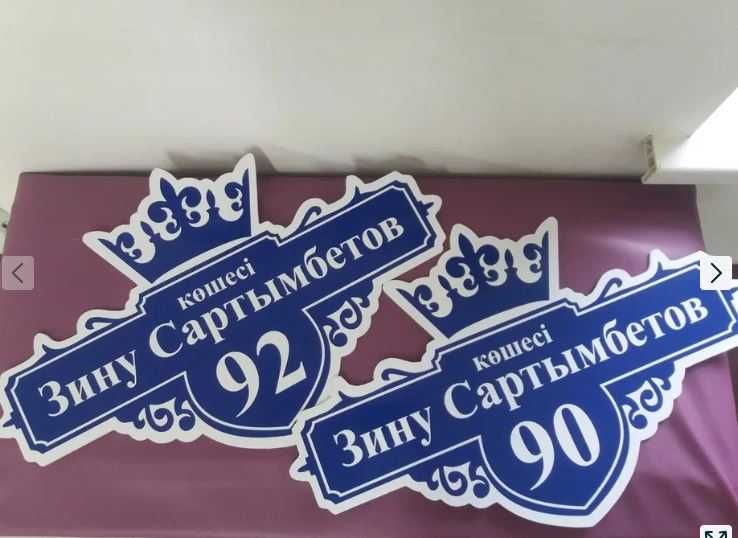 көшесі
Зину Сартымбетов
92
көшесі
Зину Сартымбетов
90